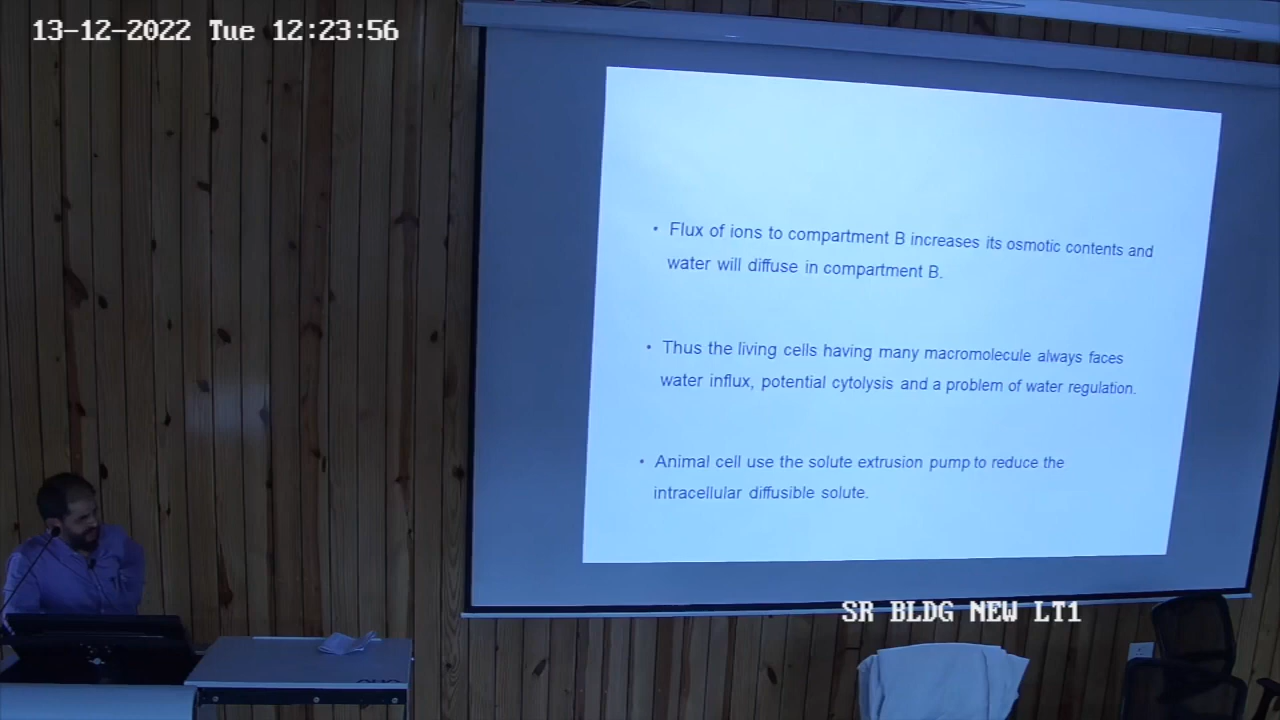 13-12-2022 Tue 12:23:56
• Flux of ions to compartment B increases its osmotic contents and
water will diffuse in compartment B.
• Thus the living cells having many macromolecule always faces
water influx, potential cytolysis and a problem of water regulation.
• Animal cell use the solute extrusion pump to reduce the
intracellular diffusible solute.
SR BLDG NEW LT1